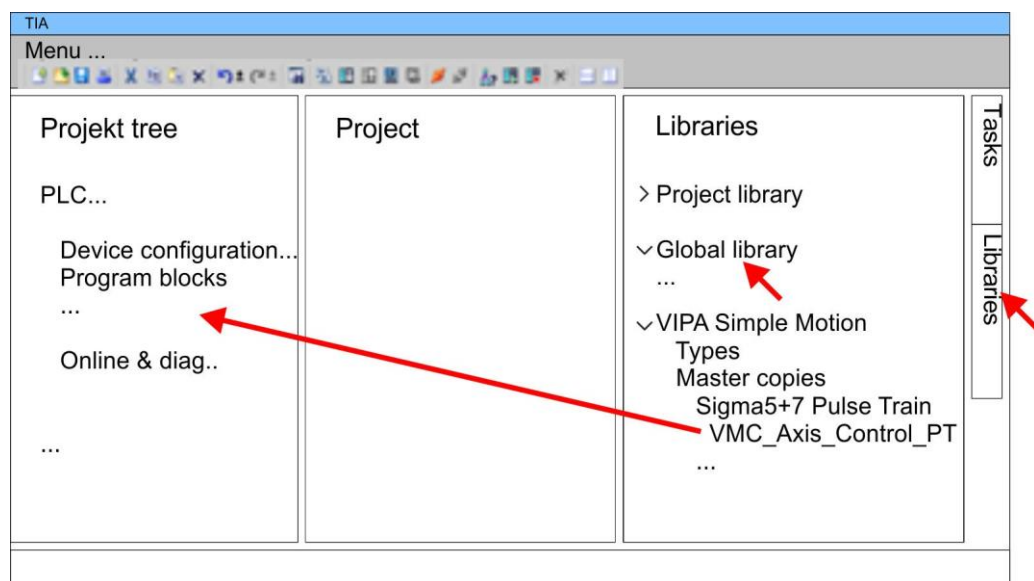 TIA
Menu ...
Projekt tree
PLC...
Device configuration...
Program blocks
...
Online & diag..
...
Project
Libraries
> Project library
Global library
...
VIPA Simple Motion
Types
Master copies
Sigma5+7 Pulse Train
VMC_Axis_Control_PT
...
Tasks
Libraries